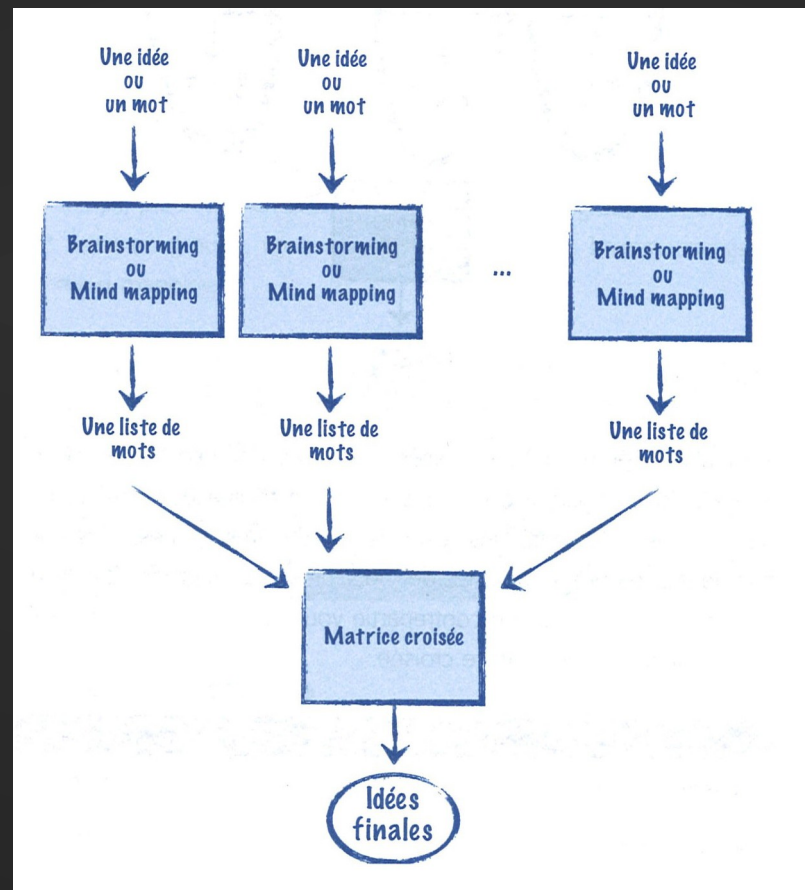 Une idée
ou
un mot
Une idée
ou
un mot
Une idée
ou
un mot
Brainstorming
ou
Mind mapping
Brainstorming
ou
Mind mapping
...
Brainstorming
ou
Mind mapping
Une liste de
mots
Une liste de
mots
Une liste de
mots
Matrice croisée
Idées
finales